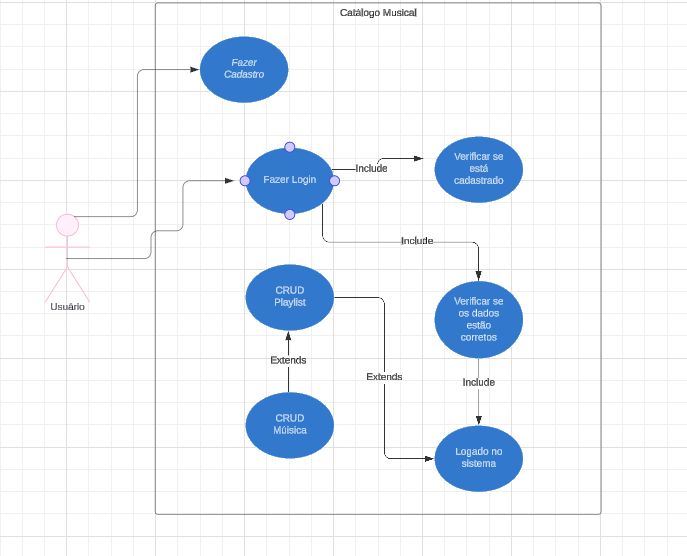 Catálogo Musical
Fazer
Cadastro
Fazer Login
Include
Verificar se
está
cadastrado
Include
Usuário
CRUD
Playlist
Verificar se
os dados
estão
corretos
Extends
Extends
Include
CRUD
Múisica
Logado no
sistema